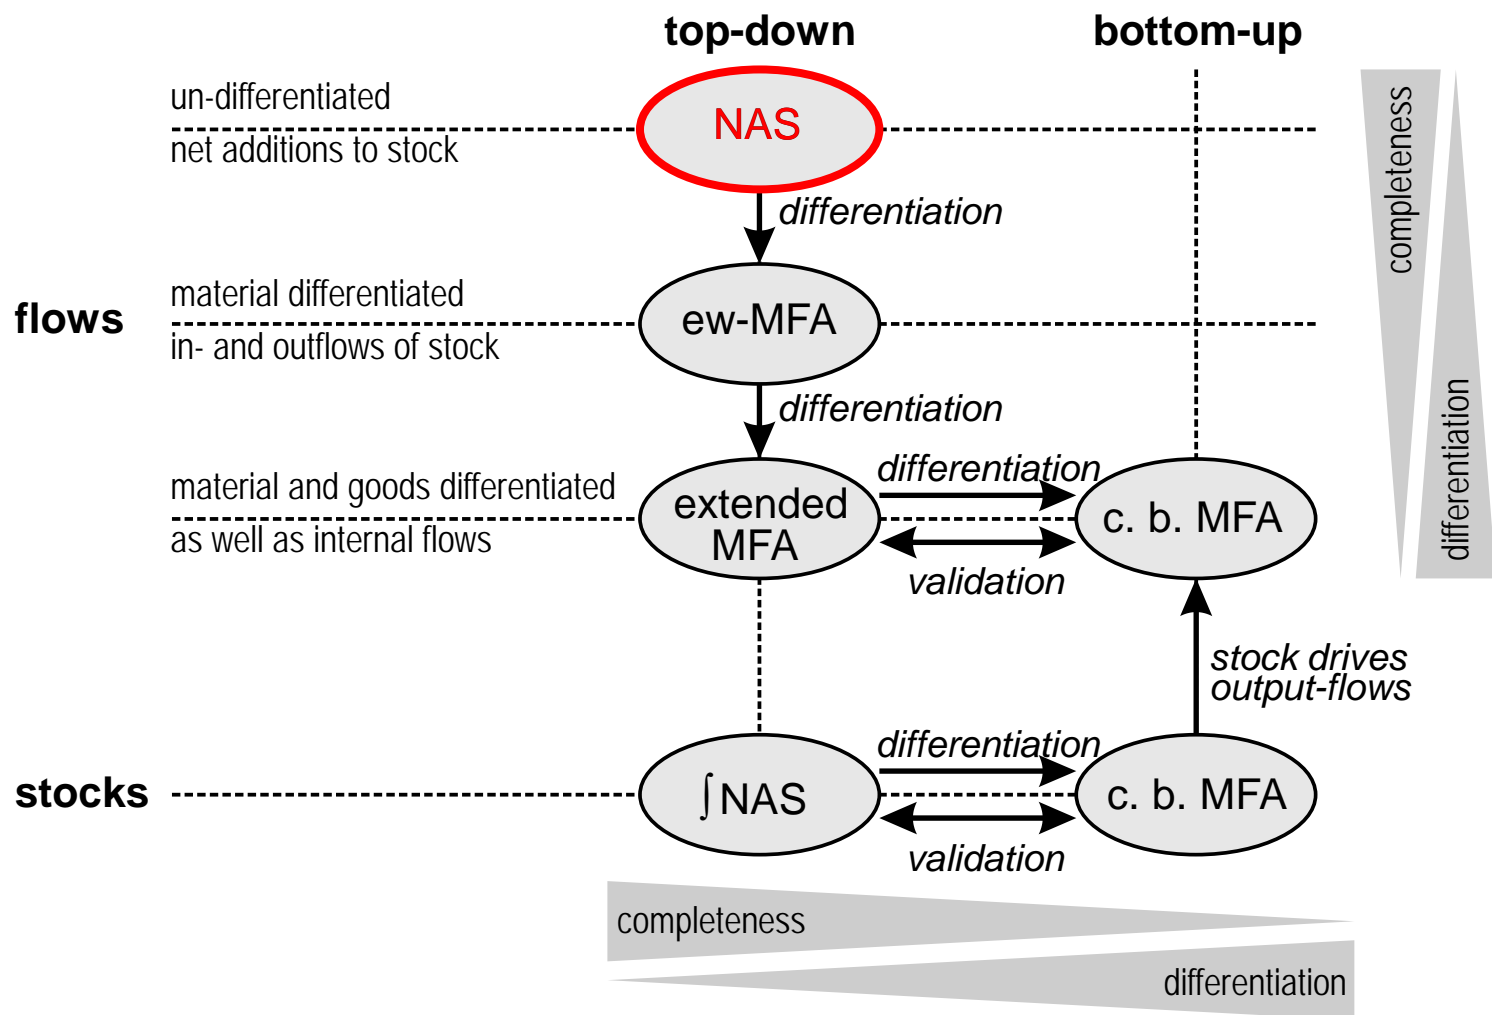 top-down
bottom-up
un-differentiated
net additions to stock
NAS
completeness
differentiation
differentiation
flows
material differentiated
in- and outflows of stock
ew-MFA
differentiation
material and goods differentiated
as well as internal flows
extended
MFA
differentiation
validation
c. b. MFA
stock drives
output-flows
stocks
∫NAS
differentiation
validation
c. b. MFA
completeness
differentiation